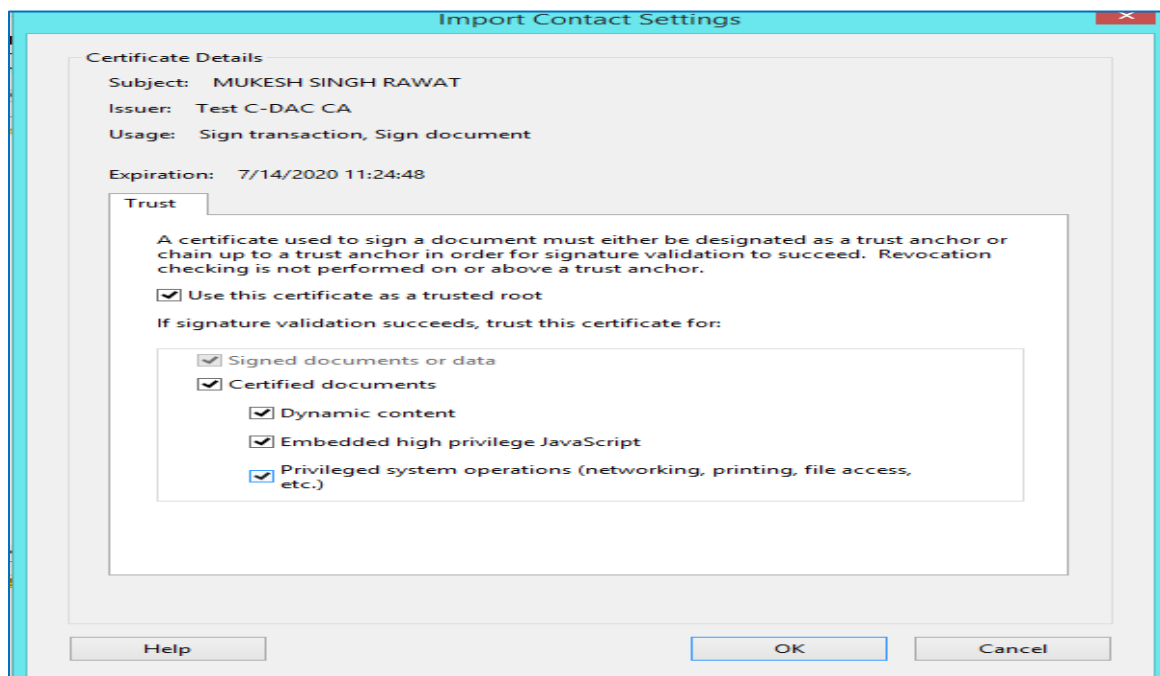 Import Contact Settings
Certificate Details
Subject: MUKESH SINGH RAWAT
Issuer: Test C-DAC CA
Usage: Sign transaction, Sign document
Expiration: 7/14/2020 11:24:48
Trust
A certificate used to sign a document must either be designated as a trust anchor or
chain up to a trust anchor in order for signature validation to succeed. Revocation
checking is not performed on or above a trust anchor.
Use this certificate as a trusted root
If signature validation succeeds, trust this certificate for:
Signed documents or data
Certified documents
Dynamic content
Embedded high privilege JavaScript
Privileged system operations (networking, printing, file access,
etc.)
Help OK Cancel